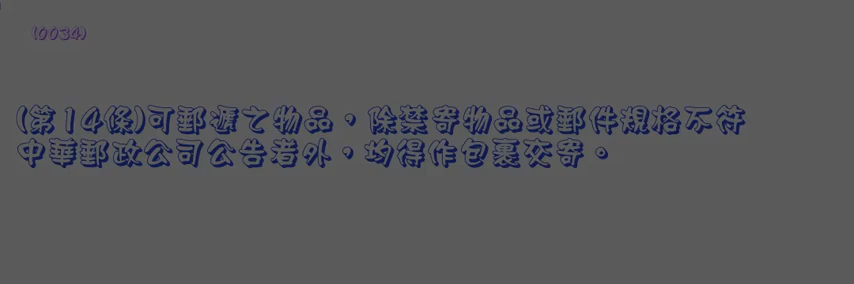 (0034)
(第14條)可郵遞之物品，除禁寄物品或郵件規格不符
中華郵政公司公告者外，均得作包裹交寄。